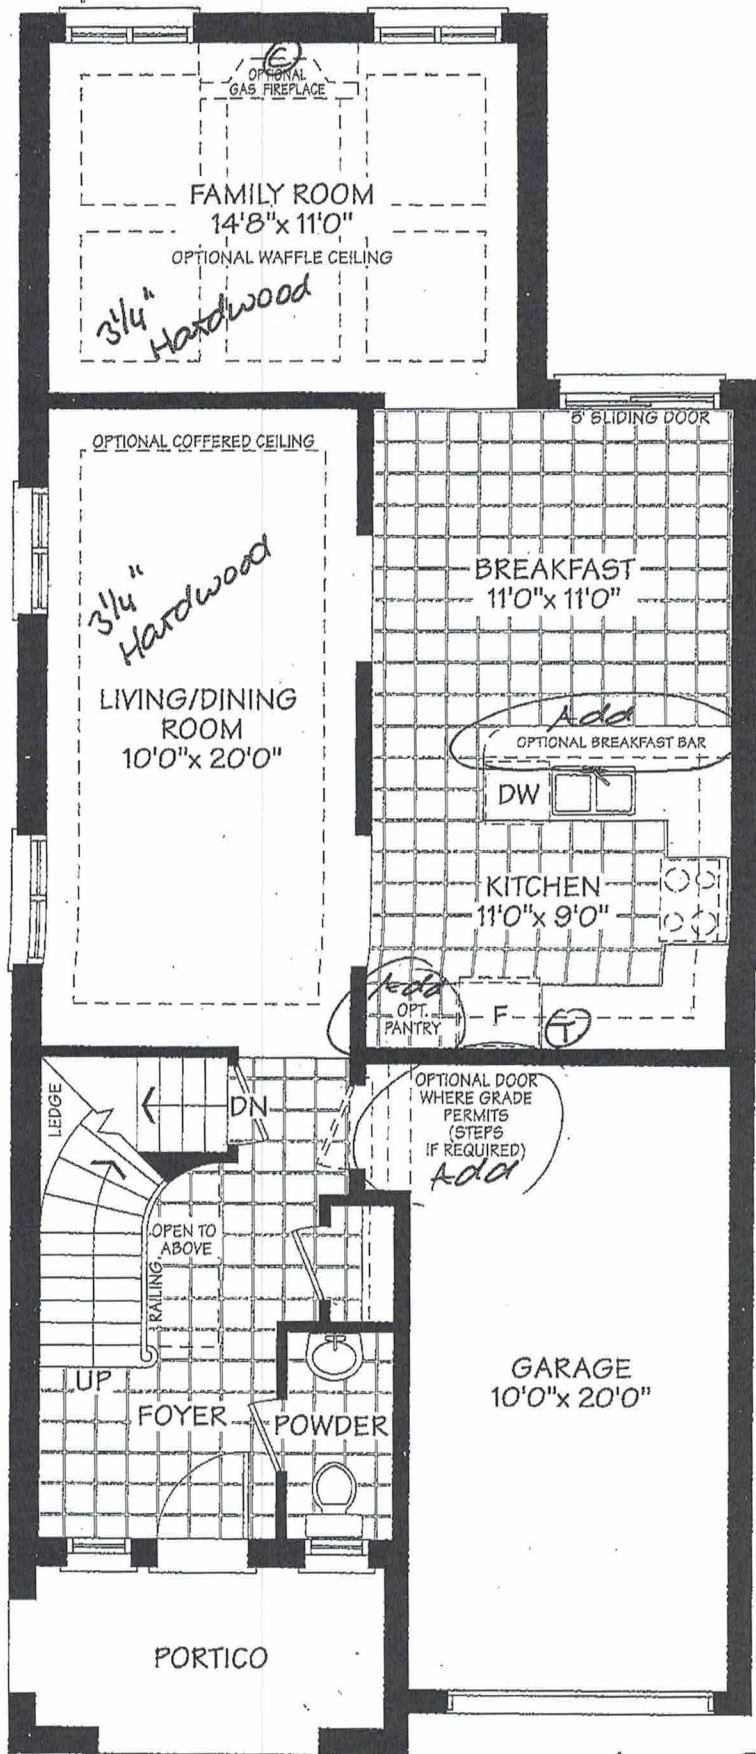 C
OPTIONAL
GAS FIREPLACE
FAMILY ROOM
14'8" x 11'0"
OPTIONAL WAFFLE CEILING
3 1/4"
Hardwood
5' SLIDING DOOR
OPTIONAL COFFERED CEILING
3 1/4"
Hardwood
BREAKFAST
11'0" x 11'0"
LIVING/DINING
ROOM
10'0" x 20'0"
Add
OPTIONAL BREAKFAST BAR
DW
KITCHEN
11'0" x 9'0"
Add
OPT.
PANTRY
F
T
LEDGE
DN
OPTIONAL DOOR
WHERE GRADE
PERMITS
(STEPS
IF REQUIRED)
Add
OPEN TO
ABOVE
RAILING
UP
FOYER
POWDER
GARAGE
10'0" x 20'0"
PORTICO